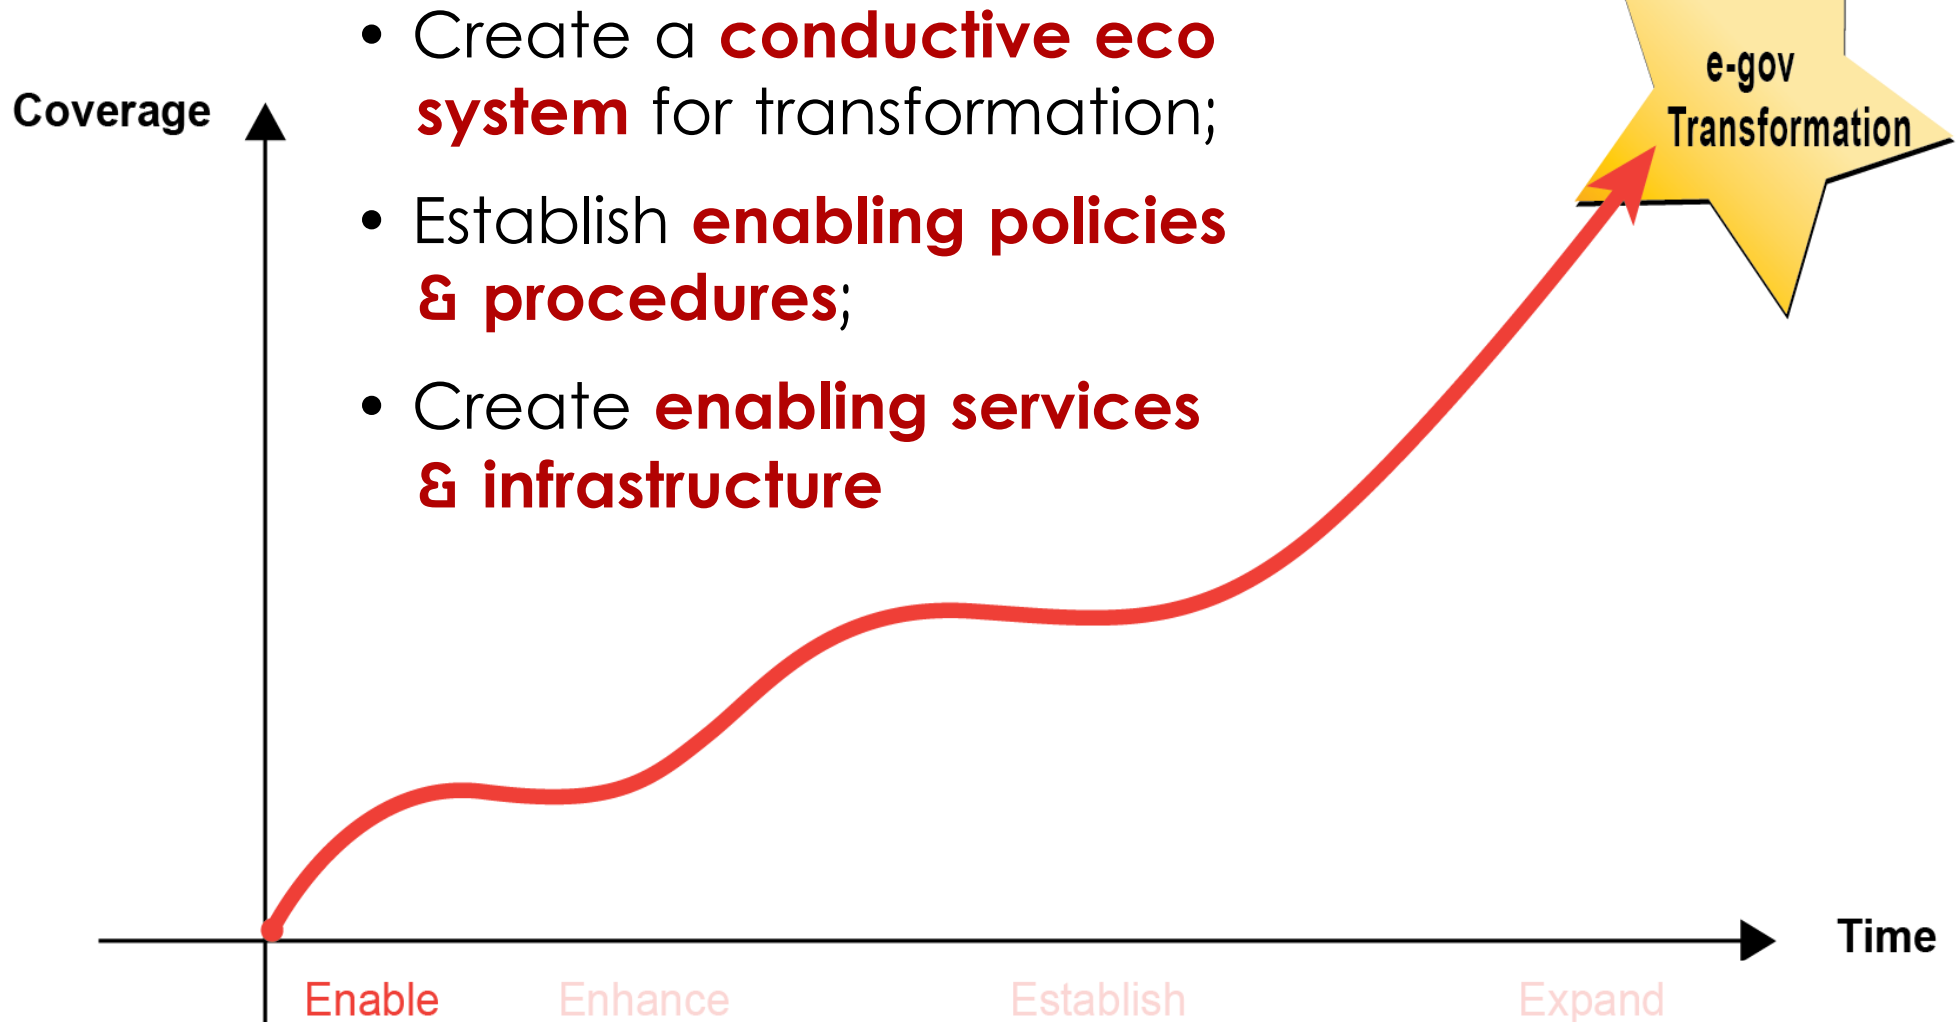 • Create a conductive eco
system for transformation;
• Establish enabling policies
& procedures;
• Create enabling services
& infrastructure
Coverage
e-gov
Transformation
Time
Enable
Enhance
Establish
Expand